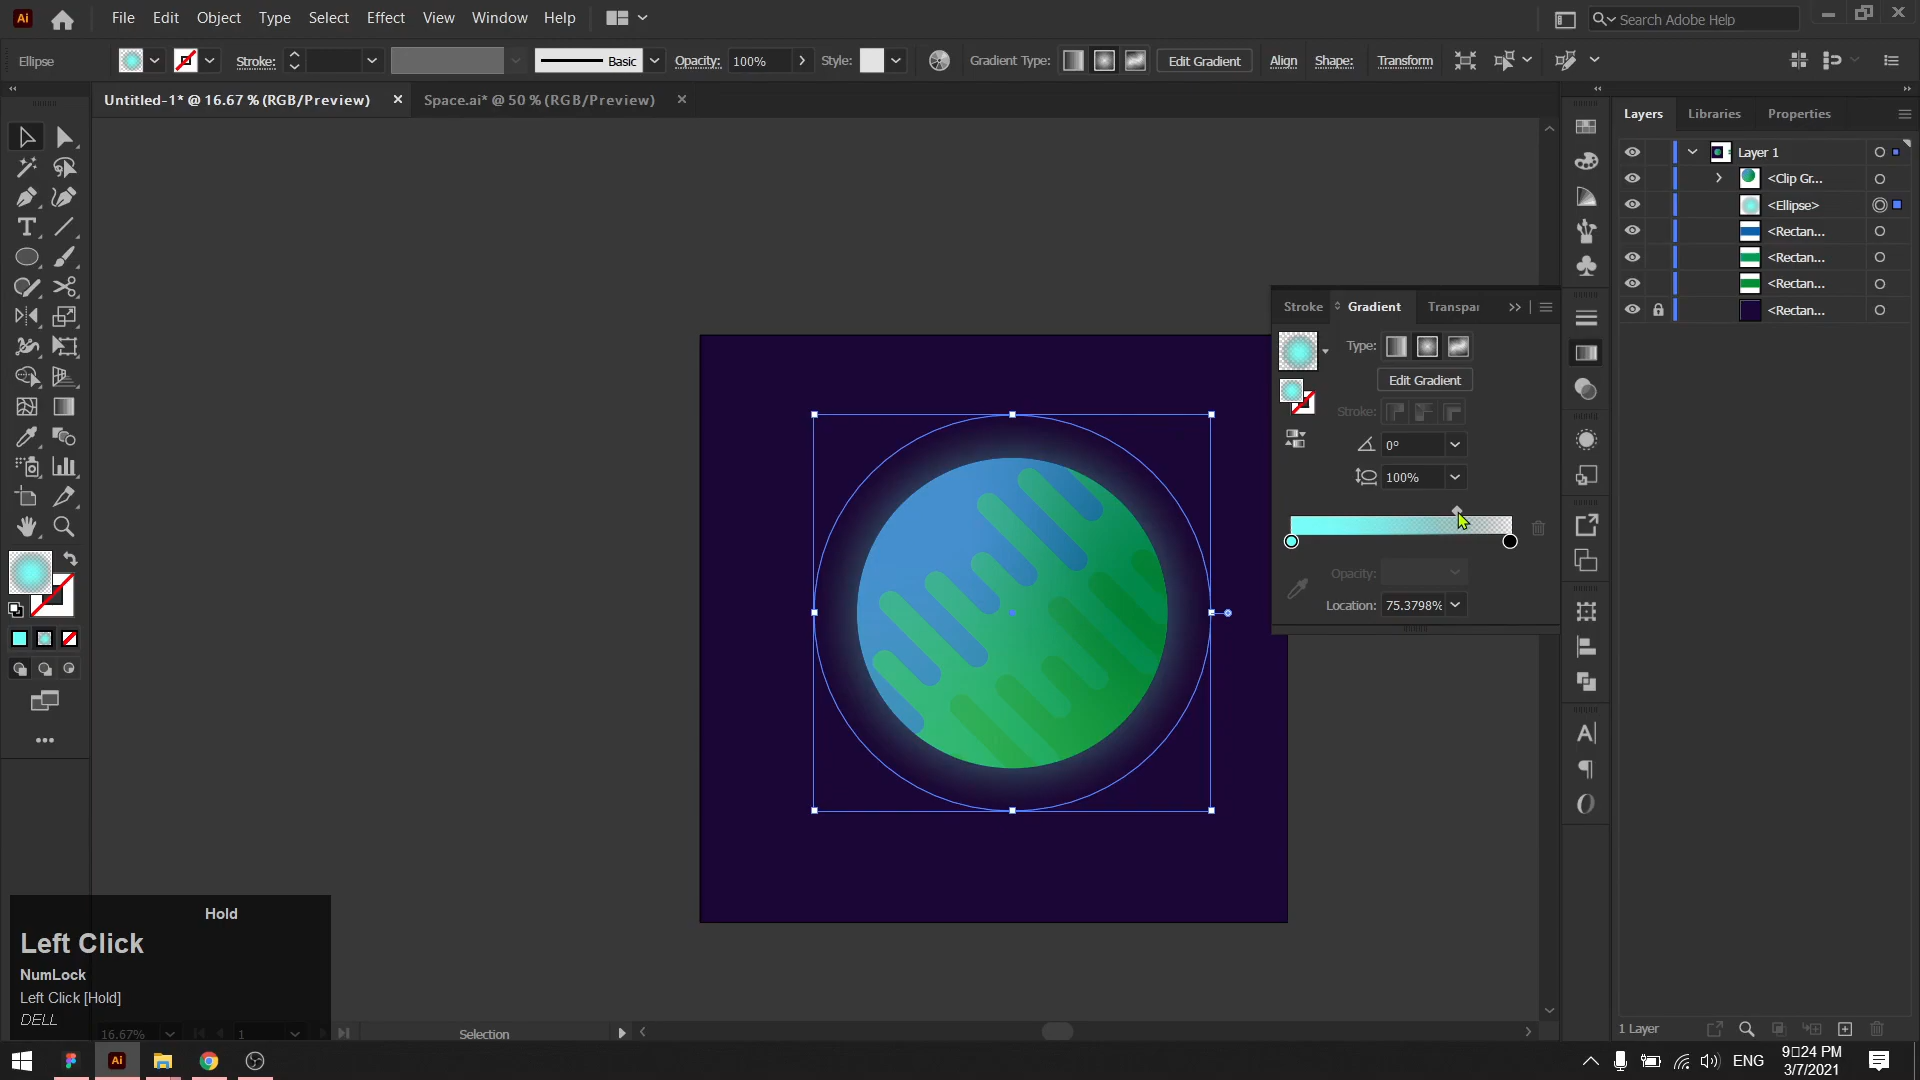 Ai File Edit Object Type Select Effect View Window Help Search Adobe Help
Ellipse Stroke: Basic Opacity: 100% Style: Gradient Type: Edit Gradient Align Shape: Transform
Untitled-1* @ 16.67 % (RGB/Preview) Space.ai* @ 50 % (RGB/Preview)
Layers Libraries Properties
Layer 1
<Clip Gr...
<Ellipse>
<Rectan...
<Rectan...
<Rectan...
<Rectan...
Stroke Gradient Transpa
Type:
Edit Gradient
Stroke:
0°
100%
Opacity:
Location: 75.3798%
Hold
Left Click
NumLock
Left Click [Hold]
DELL
16.67% 1 Selection
1 Layer
Ai ENG 9:24 PM
3/7/2021